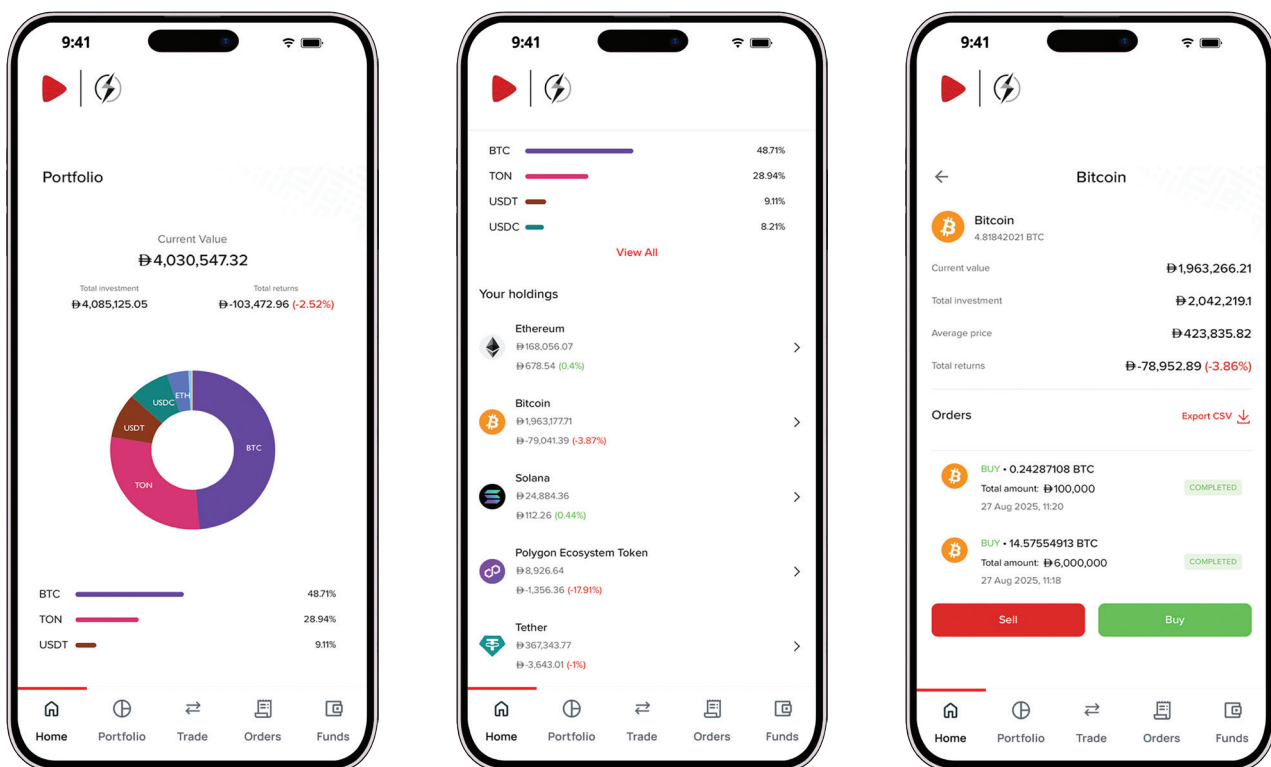 9:41
Portfolio
Current Value
4,030,547.32
Total investment Total returns
4,085,125.05 -103,472.96 (-2.52%)
ETH
USDC
USDT
BTC
TON
BTC 48.71%
TON 28.94%
USDT 9.11%
Home Portfolio Trade Orders Funds
9:41
BTC 48.71%
TON 28.94%
USDT 9.11%
USDC 8.21%
View All
Your holdings
Ethereum
168,056.07
678.54 (0.4%)
Bitcoin
1,963,177.71
-79,041.39 (-3.87%)
Solana
24,884.36
112.26 (0.44%)
Polygon Ecosystem Token
8,926.64
-1,356.36 (-17.91%)
Tether
367,343.77
-3,643.01 (-1%)
Home Portfolio Trade Orders Funds
9:41
Bitcoin
Bitcoin
4.81842021 BTC
Current value 1,963,266.21
Total investment 2,042,219.1
Average price 423,835.82
Total returns -78,952.89 (-3.86%)
Orders Export CSV
BUY • 0.24287108 BTC
Total amount: 100,000 COMPLETED
27 Aug 2025, 11:20
BUY • 14.57554913 BTC
Total amount: 6,000,000 COMPLETED
27 Aug 2025, 11:18
Sell Buy
Home Portfolio Trade Orders Funds